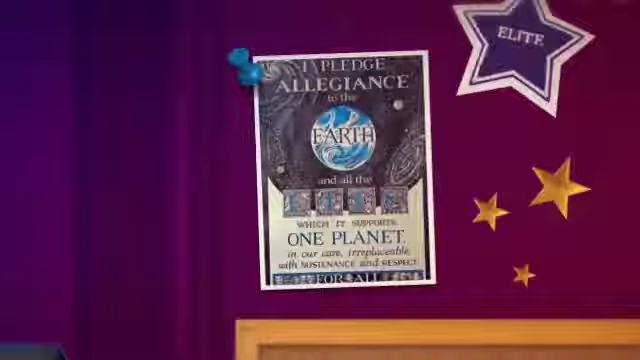 I PLEDGE
ALLEGIANCE
to the
EARTH
and all the
LIFE
WHICH IT SUPPORTS.
ONE PLANET,
in our care, irreplaceable,
with SUSTENANCE and RESPECT
FOR ALL
ELITE